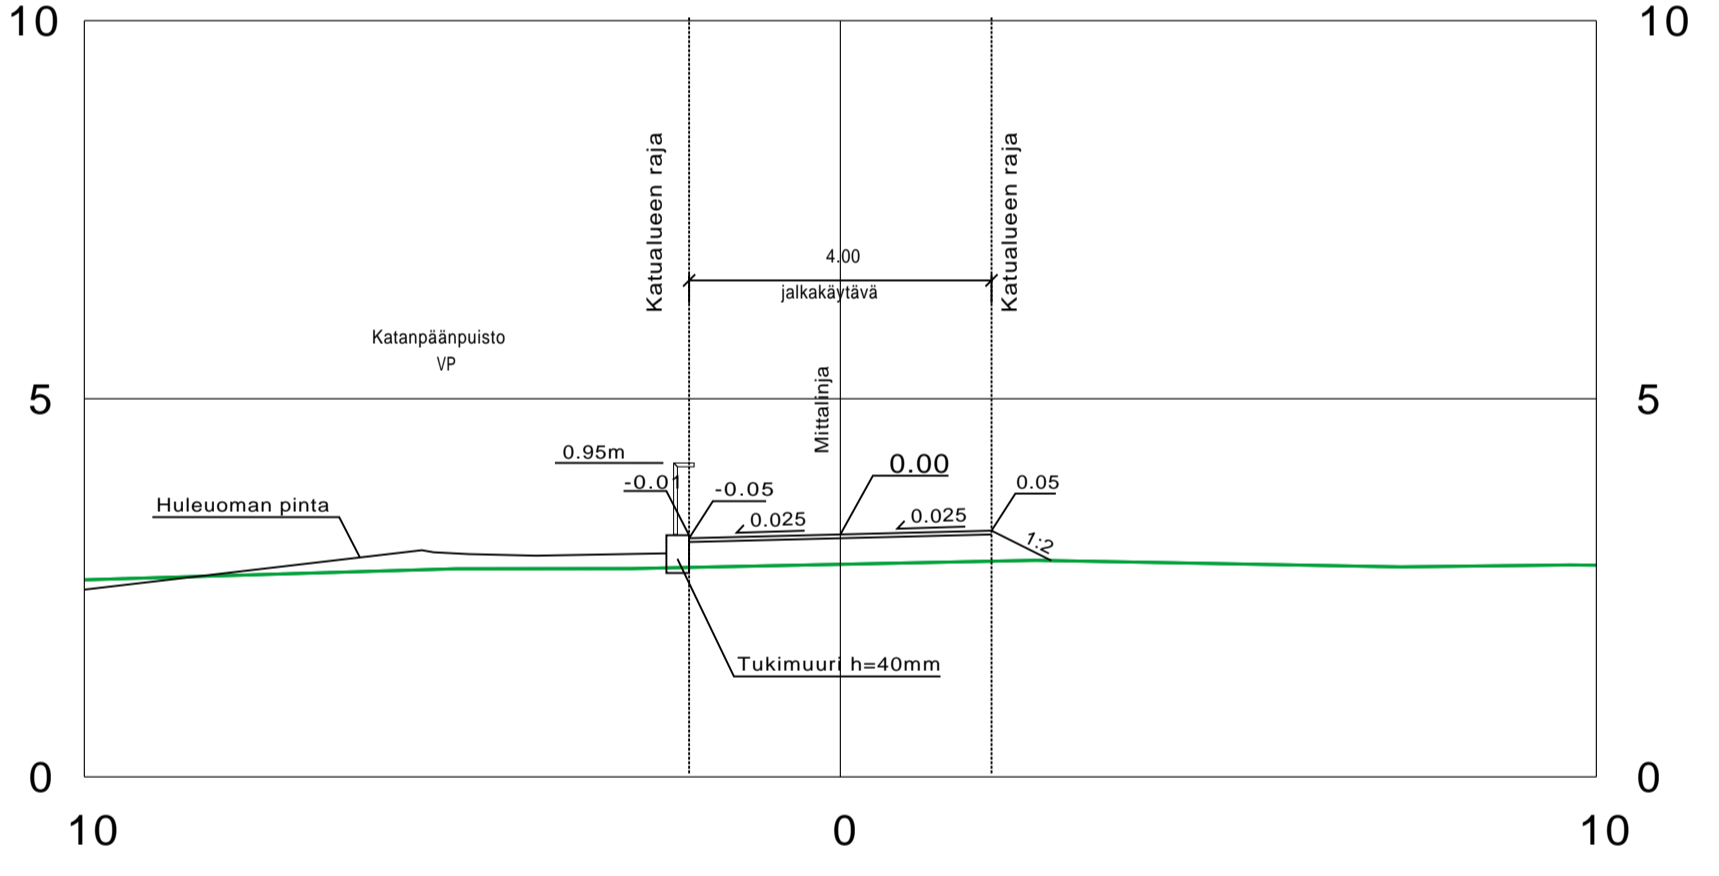 10
10
Katualueen raja
Katualueen raja
4.00
jalkakäytävä
Katanpäänpuisto
VP
Mittalinja
5
5
0.95m
-0.01
-0.05
0.00
0.05
Huleuoman pinta
0.025
0.025
1:2
Tukimuuri h=40mm
0
0
10
0
10